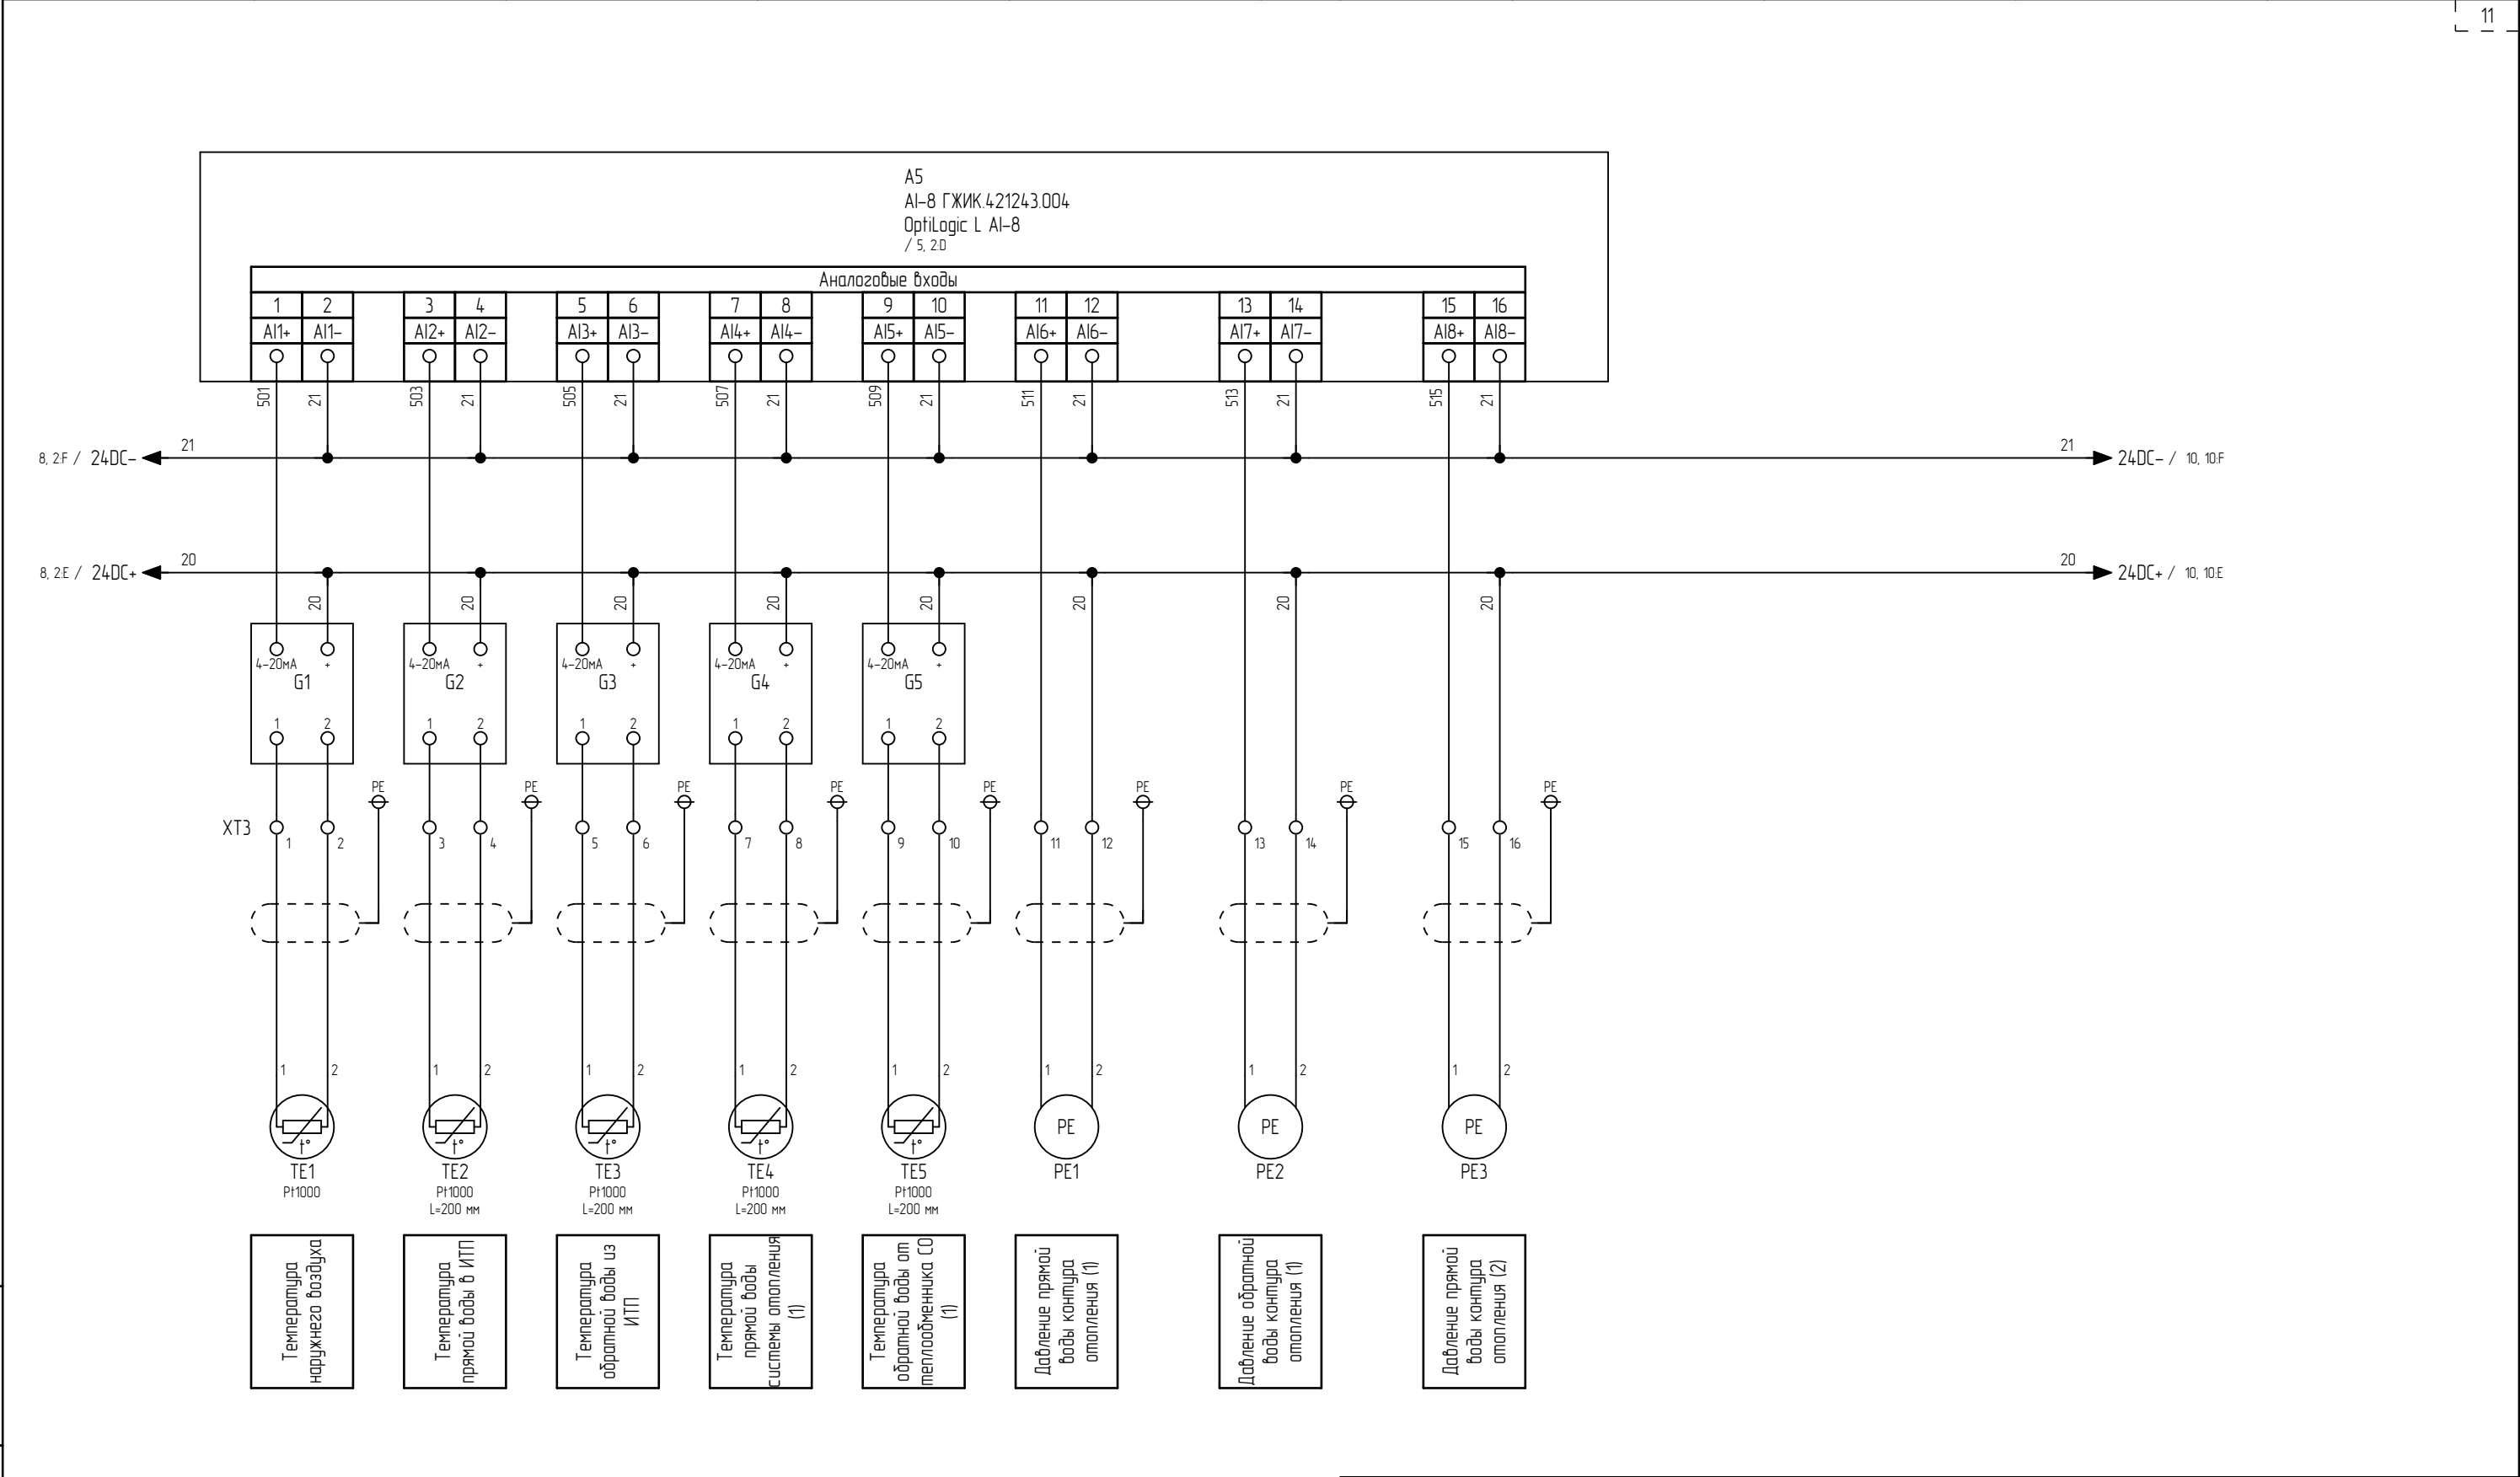 11
A5
AI-8 ГЖИК.421243.004
OptiLogic L AI-8
/ 5, 2:D
Аналоговые входы
1 2 3 4 5 6 7 8 9 10 11 12 13 14 15 16
AI1+ AI1- AI2+ AI2- AI3+ AI3- AI4+ AI4- AI5+ AI5- AI6+ AI6- AI7+ AI7- AI8+ AI8-
501 21 503 21 505 21 507 21 509 21 511 21 513 21 515 21
8, 2:F / 24DC- 21 21 24DC- / 10, 10:F
8, 2:E / 24DC+ 20 20 24DC+ / 10, 10:E
20 20 20 20 20 20 20 20
4-20мА + 4-20мА + 4-20мА + 4-20мА + 4-20мА +
G1 G2 G3 G4 G5
1 2 1 2 1 2 1 2 1 2
PE PE PE PE PE PE PE PE
XT3
1 2 3 4 5 6 7 8 9 10 11 12 13 14 15 16
1 2 1 2 1 2 1 2 1 2 1 2 1 2 1 2
t° t° t° t° t° PE PE PE
TE1 TE2 TE3 TE4 TE5 PE1 PE2 PE3
Pt1000 Pt1000 Pt1000 Pt1000 Pt1000
L=200 мм L=200 мм L=200 мм L=200 мм
Температура
наружнего воздуха
Температура
прямой воды в ИТП
Температура
обратной воды из
ИТП
Температура
прямой воды
системы отопления
(1)
Температура
обратной воды от
теплообменника СО
(1)
Давление прямой
воды контура
отопления (1)
Давление обратной
воды контура
отопления (1)
Давление прямой
воды контура
отопления (2)